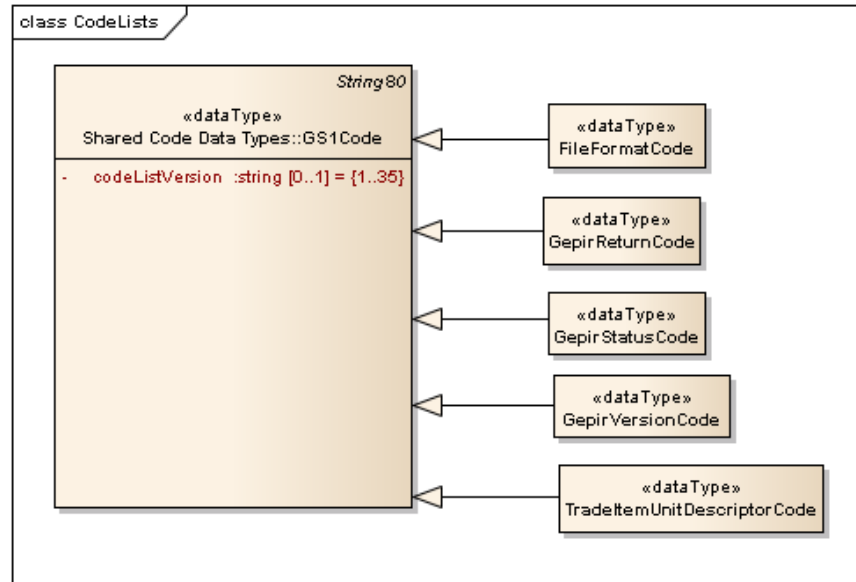 class CodeLists
String80
«dataType»
Shared Code Data Types::GS1Code
- codeListVersion :string [0..1] = {1..35}
«dataType»
FileFormatCode
«dataType»
GepirReturnCode
«dataType»
GepirStatusCode
«dataType»
GepirVersionCode
«dataType»
TradeItemUnitDescriptorCode